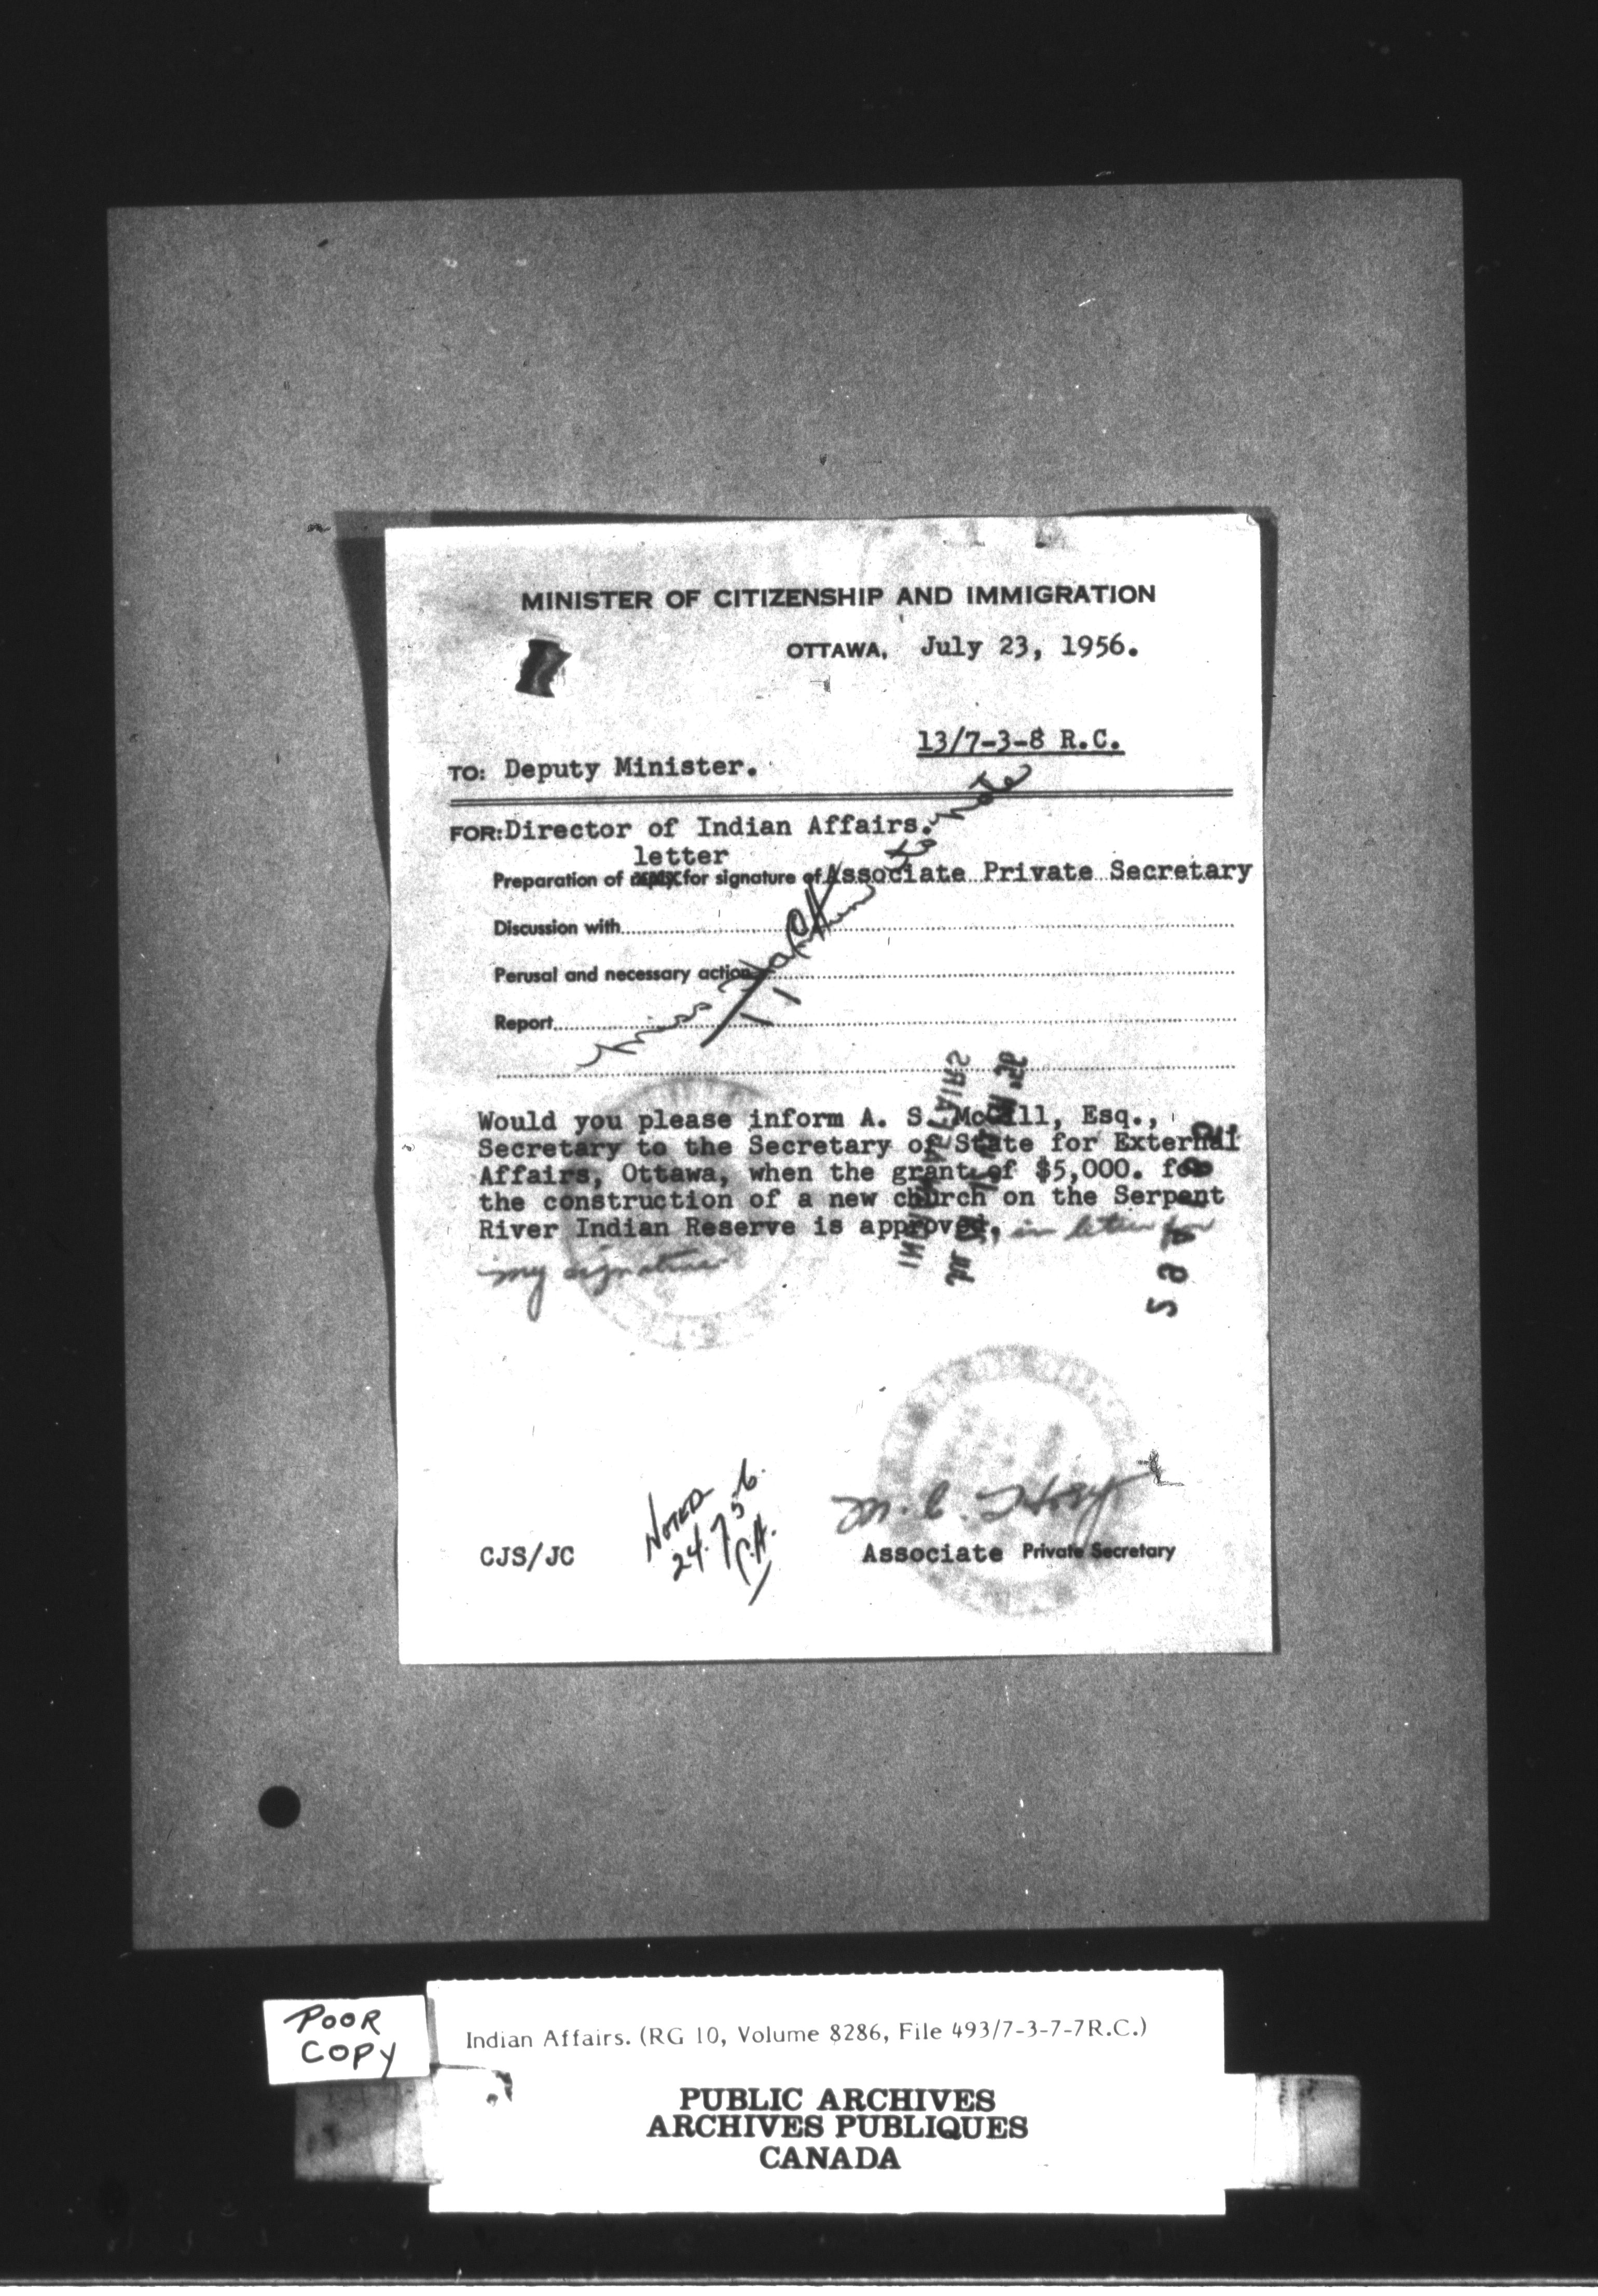 MINISTER OF CITIZENSHIP AND IMMIGRATION
OTTAWA, July 23, 1956.
13/7-3-8 R.C.
TO: Deputy Minister.
FOR: Director of Indian Affairs.
letter
Preparation of for signature of Associate Private Secretary
Discussion with
Perusal and necessary action
Report
Would you please inform A. S. McGill, Esq.,
Secretary to the Secretary of State for External
Affairs, Ottawa, when the grant of $5,000. for
the construction of a new church on the Serpent
River Indian Reserve is approved, in letter for
my signature
NOTED
24.7.56.
C.A.
CJS/JC
Associate Private Secretary
POOR
COPY
Indian Affairs. (RG 10, Volume 8286, File 493/7-3-7-7R.C.)
PUBLIC ARCHIVES
ARCHIVES PUBLIQUES
CANADA